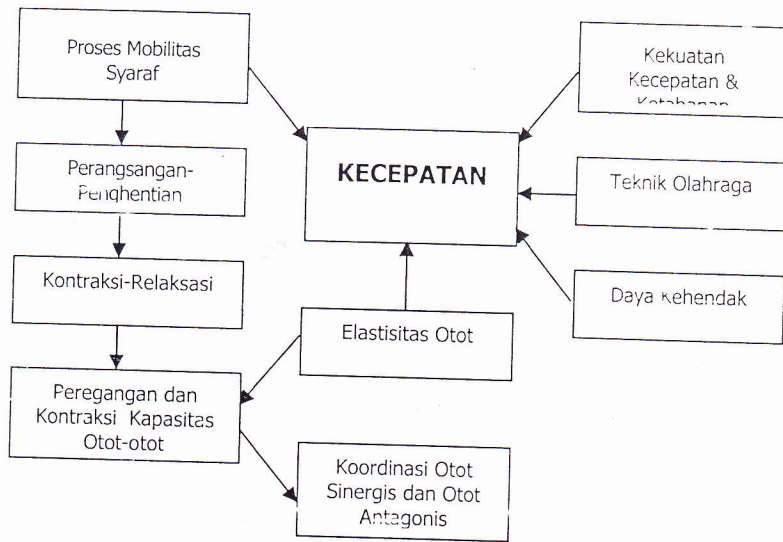 Proses Mobilitas
Syaraf
Kekuatan
Kecepatan &
Ketahanan
KECEPATAN
Perangsangan-
Penghentian
Teknik Olahraga
Kontraksi-Relaksasi
Daya Kehendak
Elastisitas Otot
Peregangan dan
Kontraksi Kapasitas
Otot-otot
Koordinasi Otot
Sinergis dan Otot
Antagonis